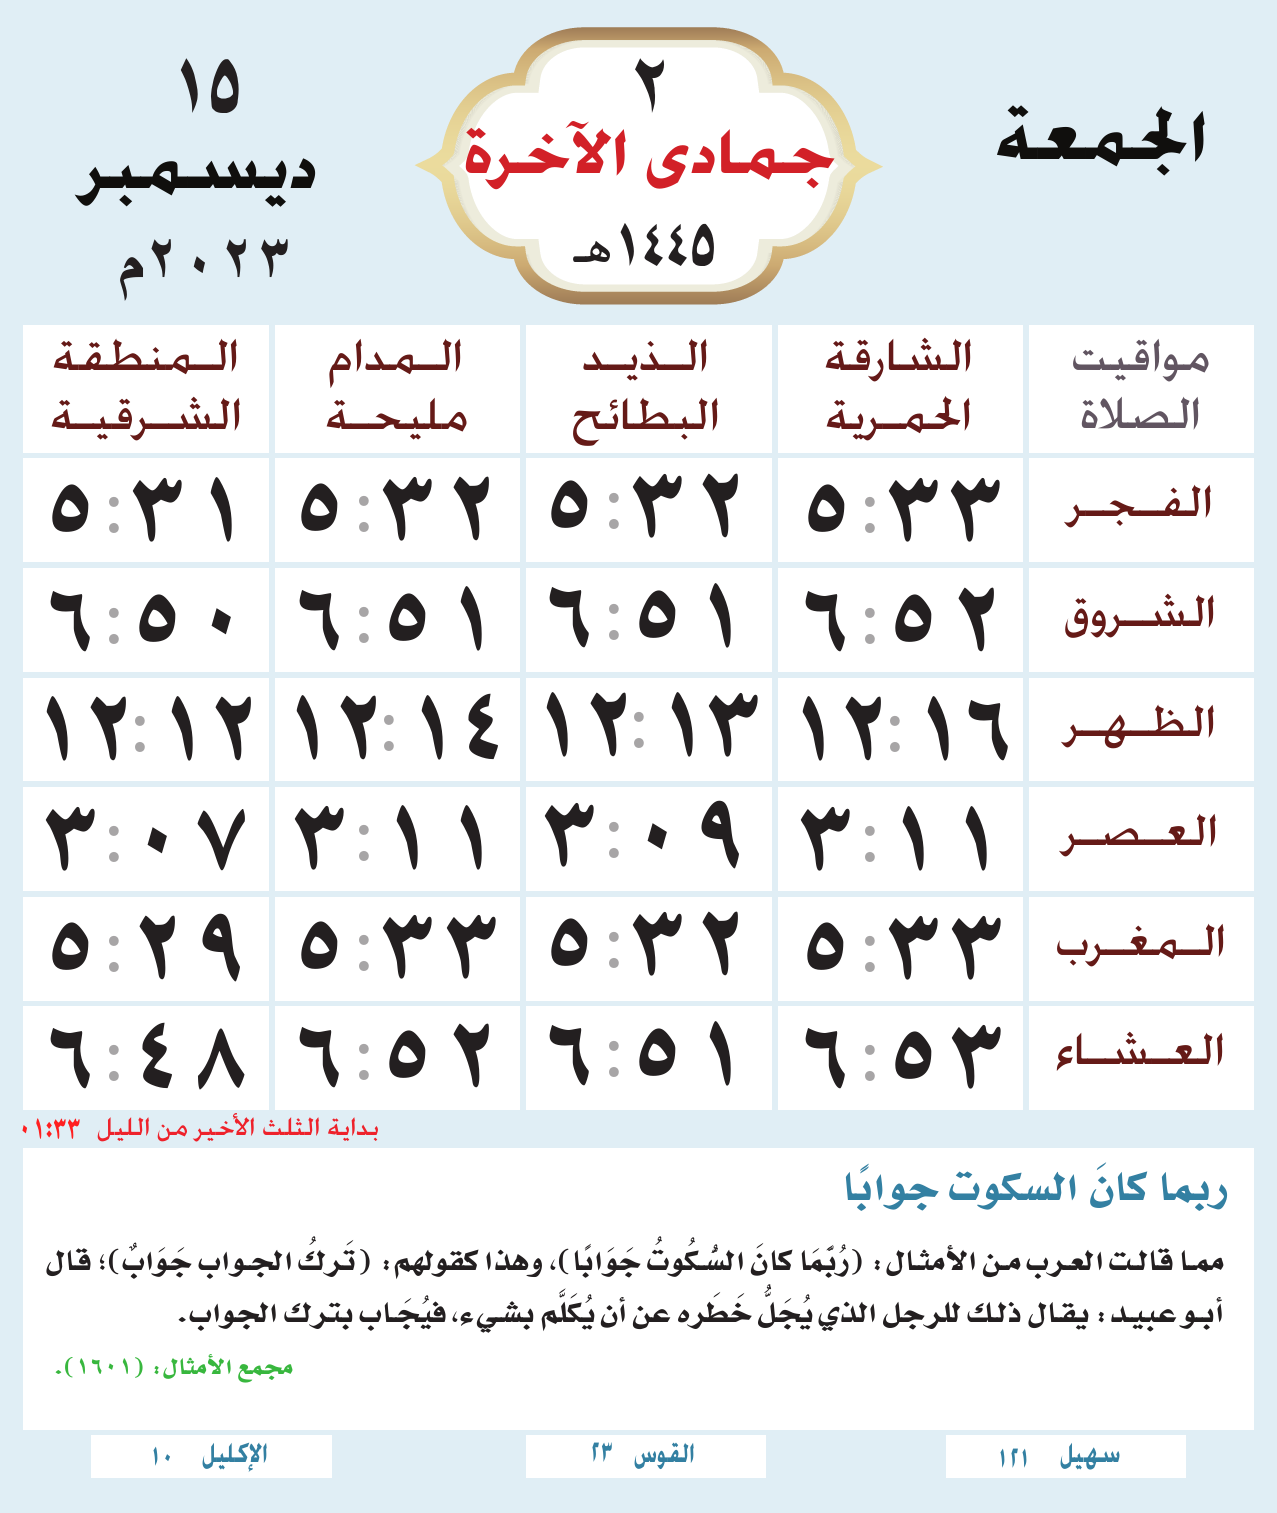 الجمعة
٢
جمادى الآخرة
١٤٤٥هـ
١٥
ديسمبر
٢٠٢٣م
مواقيت الصلاة
الشارقة الحمرية
الذيد البطائح
المدام مليحة
المنطقة الشرقية
الفجر ٥:٣٣ ٥:٣٢ ٥:٣٢ ٥:٣١
الشروق ٦:٥٢ ٦:٥١ ٦:٥١ ٦:٥٠
الظهر ١٢:١٦ ١٢:١٣ ١٢:١٤ ١٢:١٢
العصر ٣:١١ ٣:٠٩ ٣:١١ ٣:٠٧
المغرب ٥:٣٣ ٥:٣٢ ٥:٣٣ ٥:٢٩
العشاء ٦:٥٣ ٦:٥١ ٦:٥٢ ٦:٤٨
بداية الثلث الأخير من الليل ٠١:٣٣
ربما كانَ السكوت جوابًا
مما قالت العرب من الأمثال: (رُبَّمَا كانَ السُّكُوتُ جَوَابًا)، وهذا كقولهم: (تَركُ الجواب جَوَابٌ)؛ قال
أبو عبيد: يقال ذلك للرجل الذي يُجَلُّ خَطَره عن أن يُكَلَّم بشيء، فيُجَاب بترك الجواب.
مجمع الأمثال: (١٦٠١).
سهيل ١٢١
القوس ٢٣
الإكليل ١٠